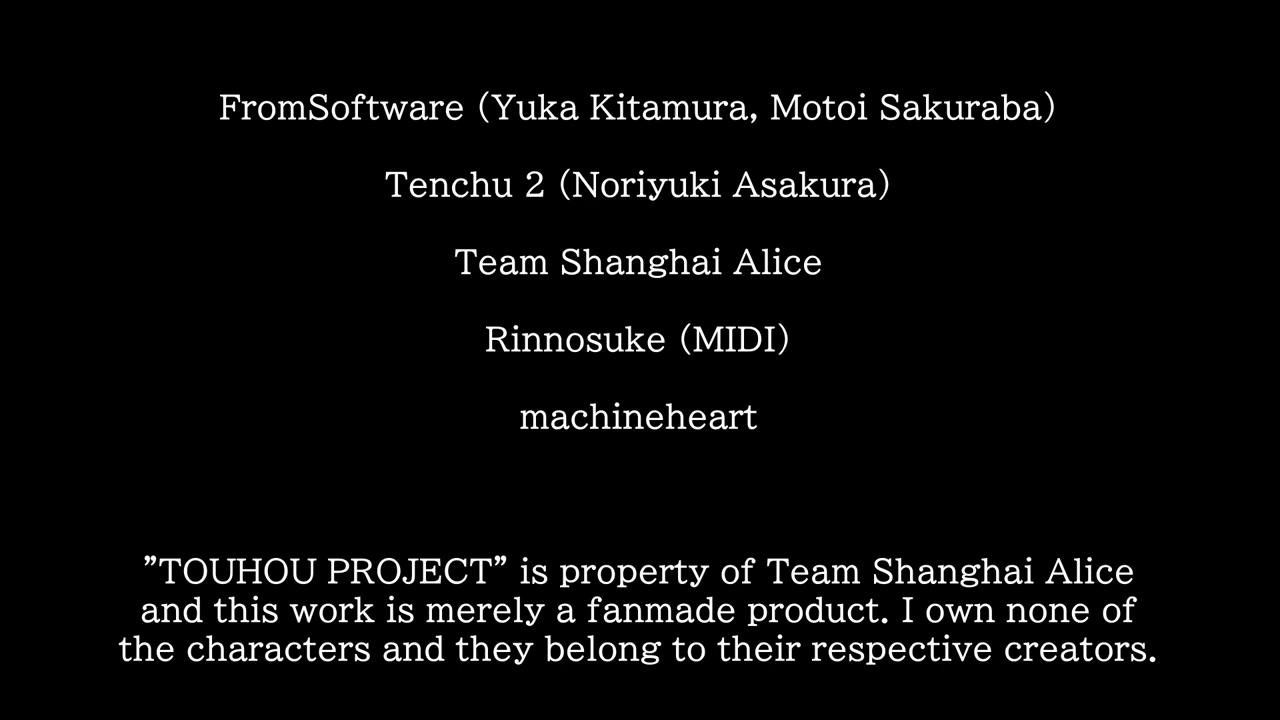 FromSoftware (Yuka Kitamura, Motoi Sakuraba)
Tenchu 2 (Noriyuki Asakura)
Team Shanghai Alice
Rinnosuke (MIDI)
machineheart
”TOUHOU PROJECT” is property of Team Shanghai Alice
and this work is merely a fanmade product. I own none of
the characters and they belong to their respective creators.